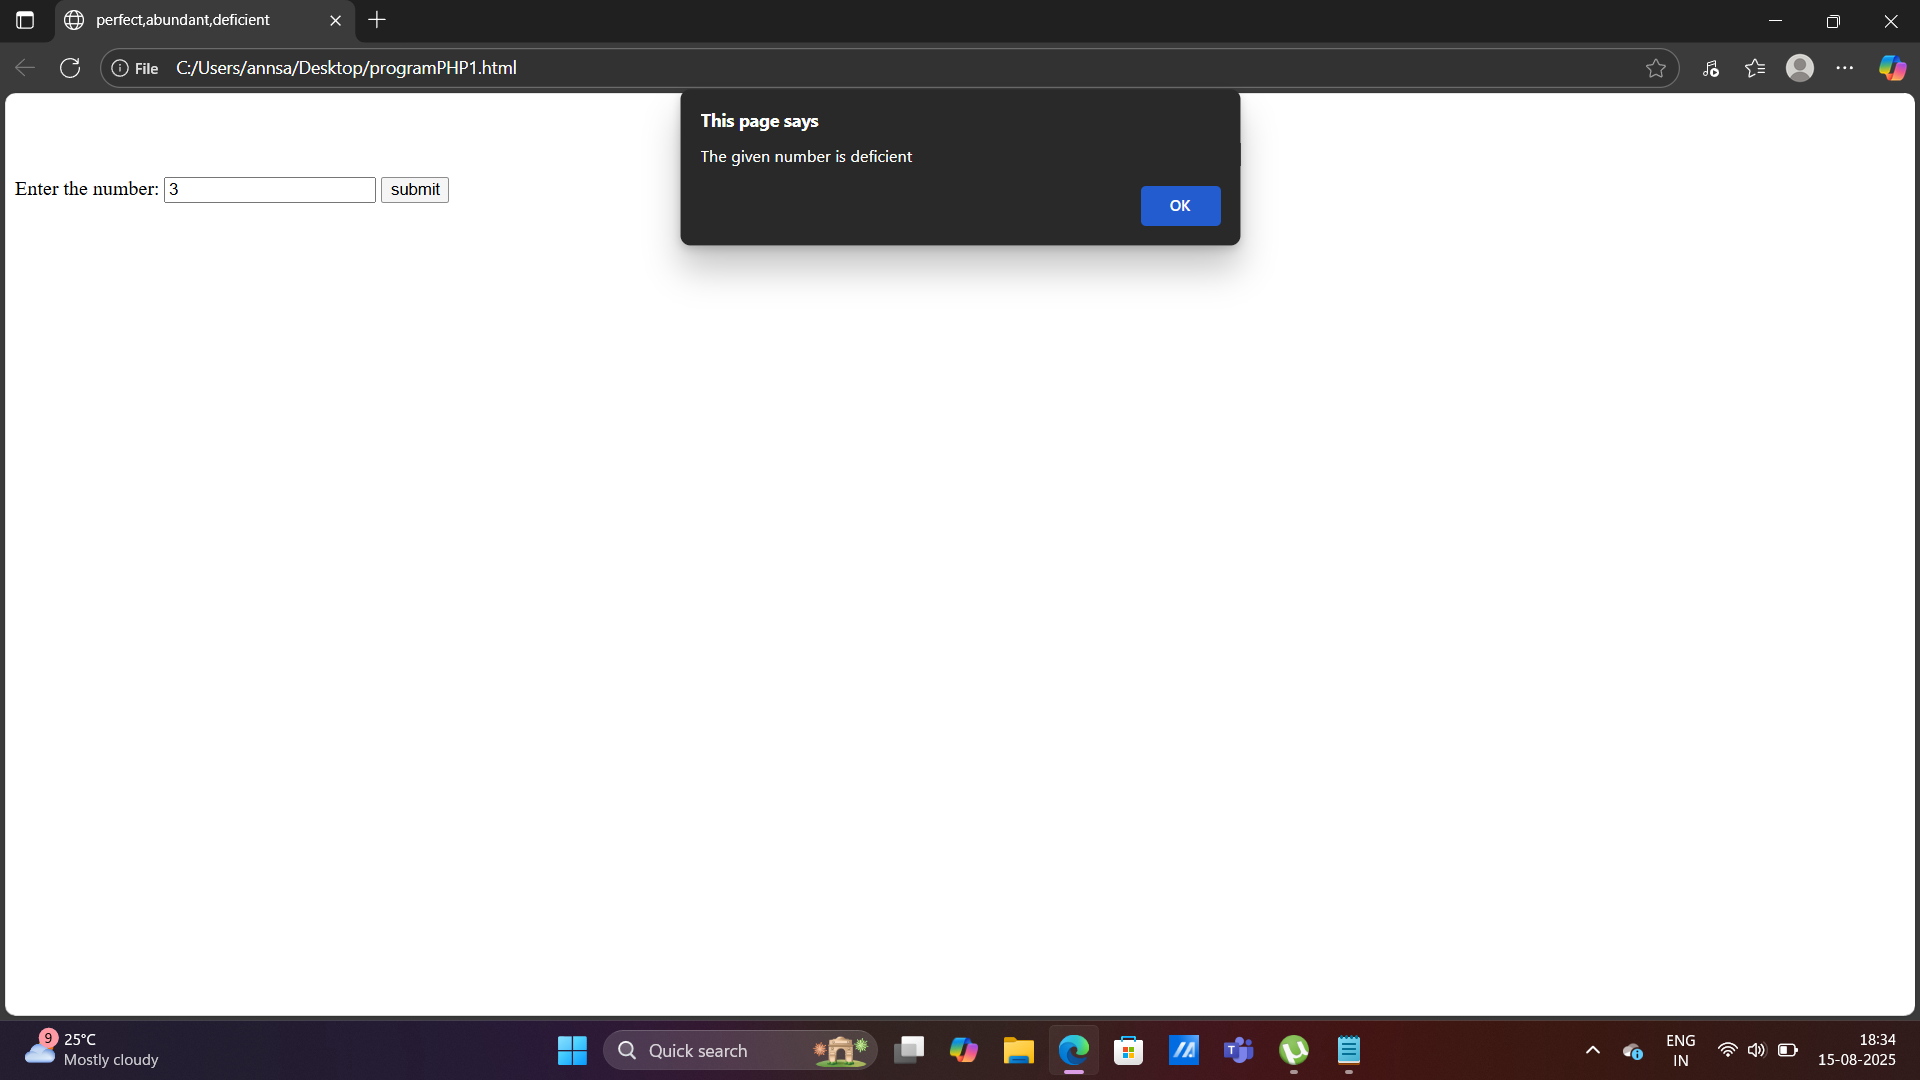 perfect,abundant,deficient
File C:/Users/annsa/Desktop/programPHP1.html
This page says
The given number is deficient
OK
Enter the number: 3 submit
9
25°C
Mostly cloudy
Quick search
T
ENG
IN
18:34
15-08-2025